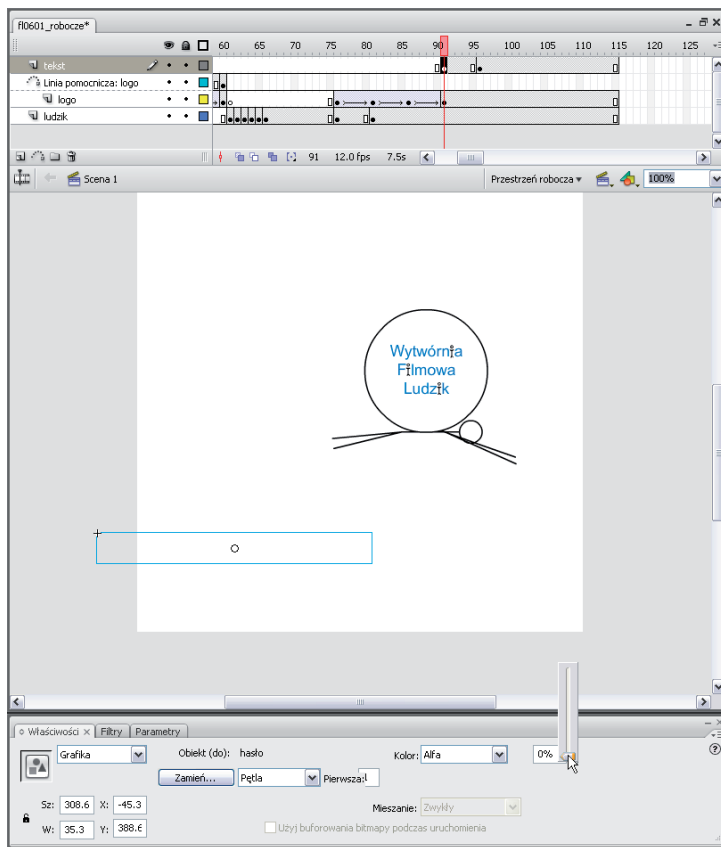 fl0601_robocze*
60 65 70 75 80 85 90 95 100 105 110 115 120 125
tekst
Linia pomocnicza: logo
logo
ludzik
91 12.0 fps 7.5s
Scena 1 Przestrzeń robocza 100%
Wytwórnia
Filmowa
Ludzik
Właściwości × Filtry Parametry
Grafika Obiekt (do): hasło Kolor: Alfa 0%
Zamień... Pętla Pierwsza: 1
Sz: 308.6 X: -45.3 Mieszanie: Zwykły
W: 35.3 Y: 388.6 Użyj buforowania bitmapy podczas uruchomienia